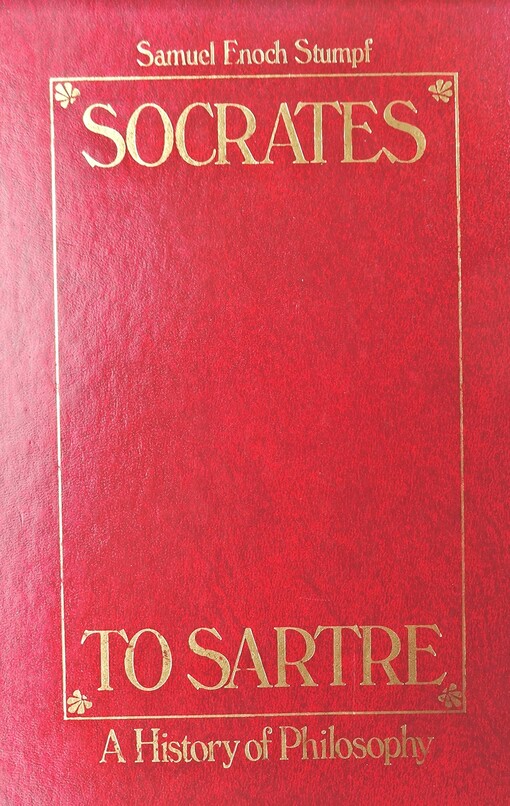 Samuel Enoch Stumpf
SOCRATES
TO SARTRE
A History of Philosophy